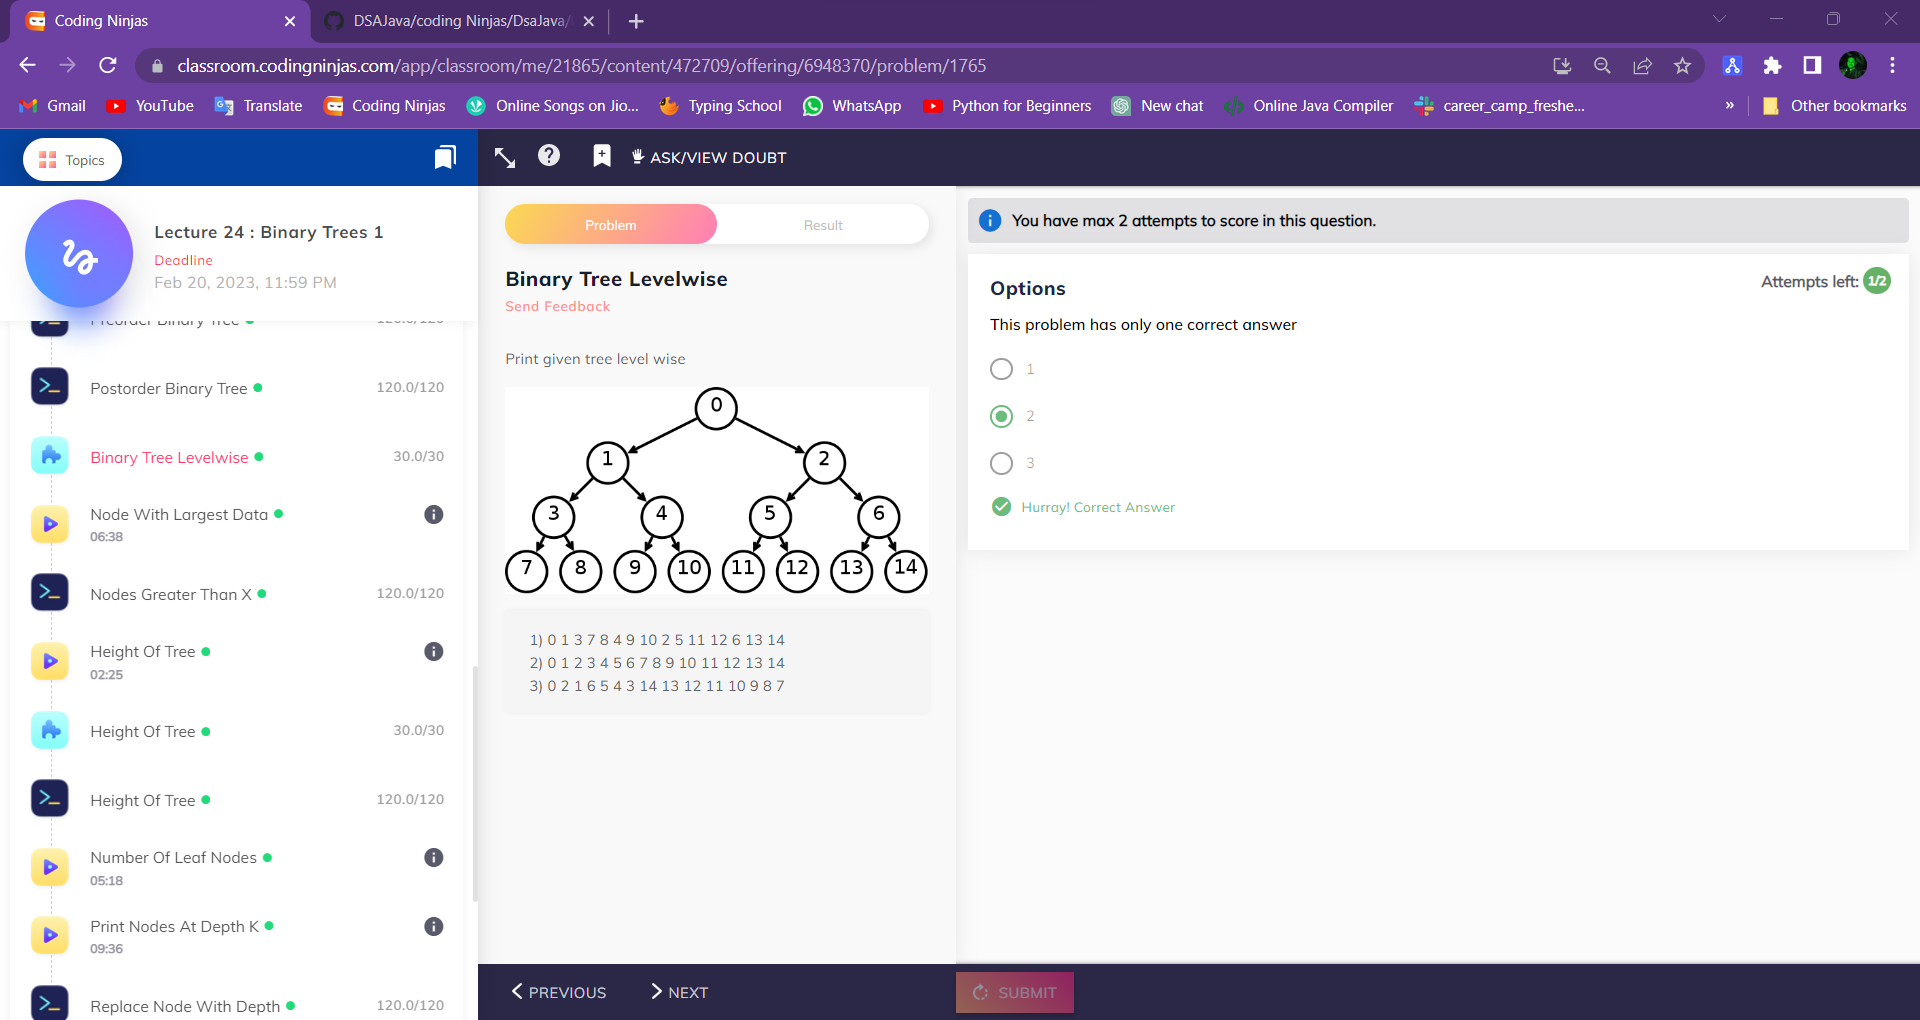 Coding Ninjas
DSAJava/coding Ninjas/DsaJava/
classroom.codingninjas.com/app/classroom/me/21865/content/472709/offering/6948370/problem/1765
Gmail
YouTube
Translate
Coding Ninjas
Online Songs on Jio...
Typing School
WhatsApp
Python for Beginners
New chat
Online Java Compiler
career_camp_freshe...
»
Other bookmarks
Topics
ASK/VIEW DOUBT
Lecture 24 : Binary Trees 1
Deadline
Feb 20, 2023, 11:59 PM
Preorder Binary Tree
120.0/120
Postorder Binary Tree
120.0/120
Binary Tree Levelwise
30.0/30
Node With Largest Data
06:38
Nodes Greater Than X
120.0/120
Height Of Tree
02:25
Height Of Tree
30.0/30
Height Of Tree
120.0/120
Number Of Leaf Nodes
05:18
Print Nodes At Depth K
09:36
Replace Node With Depth
120.0/120
Problem
Result
Binary Tree Levelwise
Send Feedback
Print given tree level wise
0
1 2
3 4 5 6
7 8 9 10 11 12 13 14
1) 0 1 3 7 8 4 9 10 2 5 11 12 6 13 14
2) 0 1 2 3 4 5 6 7 8 9 10 11 12 13 14
3) 0 2 1 6 5 4 3 14 13 12 11 10 9 8 7
You have max 2 attempts to score in this question.
Options
Attempts left: 1/2
This problem has only one correct answer
1
2
3
Hurray! Correct Answer
PREVIOUS
NEXT
SUBMIT